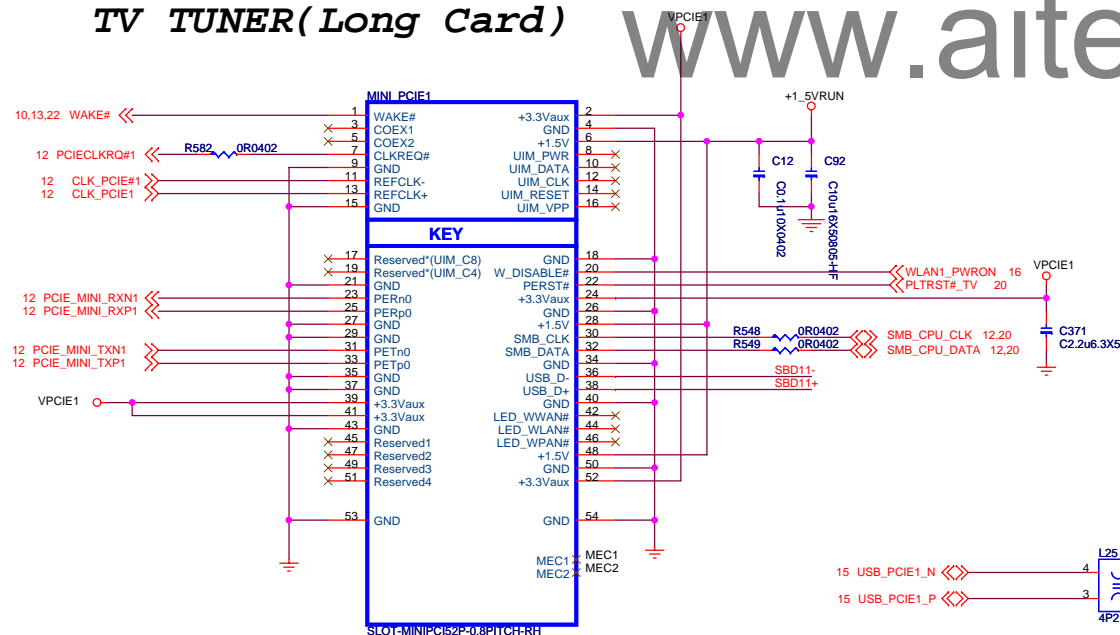 TV TUNER(Long Card)
www.aite
VPCIE1
MINI_PCIE1
+1_5VRUN
10,13,22 WAKE# 1 WAKE# +3.3Vaux 2
3 COEX1 GND 4
5 COEX2 +1.5V 6
12 PCIECLKRQ#1 R582 0R0402 7 CLKREQ# UIM_PWR 8
9 GND UIM_DATA 10
12 CLK_PCIE#1 11 REFCLK- UIM_CLK 12
12 CLK_PCIE1 13 REFCLK+ UIM_RESET 14
15 GND UIM_VPP 16
C12 C92
C0.1u10X0402
C10u16X50805-HF
KEY
17 Reserved*(UIM_C8) GND 18
19 Reserved*(UIM_C4) W_DISABLE# 20 WLAN1_PWRON 16
21 GND PERST# 22 PLTRST#_TV 20
VPCIE1
12 PCIE_MINI_RXN1 23 PERn0 +3.3Vaux 24
12 PCIE_MINI_RXP1 25 PERp0 GND 26
27 GND +1.5V 28
29 GND SMB_CLK 30 R548 0R0402 SMB_CPU_CLK 12,20
12 PCIE_MINI_TXN1 31 PETn0 SMB_DATA 32 R549 0R0402 SMB_CPU_DATA 12,20
C371
C2.2u6.3X5
12 PCIE_MINI_TXP1 33 PETp0 GND 34
35 GND USB_D- 36 SBD11-
37 GND USB_D+ 38 SBD11+
VPCIE1 39 +3.3Vaux GND 40
41 +3.3Vaux LED_WWAN# 42
43 GND LED_WLAN# 44
45 Reserved1 LED_WPAN# 46
47 Reserved2 +1.5V 48
49 Reserved3 GND 50
51 Reserved4 +3.3Vaux 52
53 GND GND 54
MEC1 MEC1
MEC2 MEC2
SLOT-MINIPCI52P-0.8PITCH-RH
L25
15 USB_PCIE1_N 4
15 USB_PCIE1_P 3
4P2